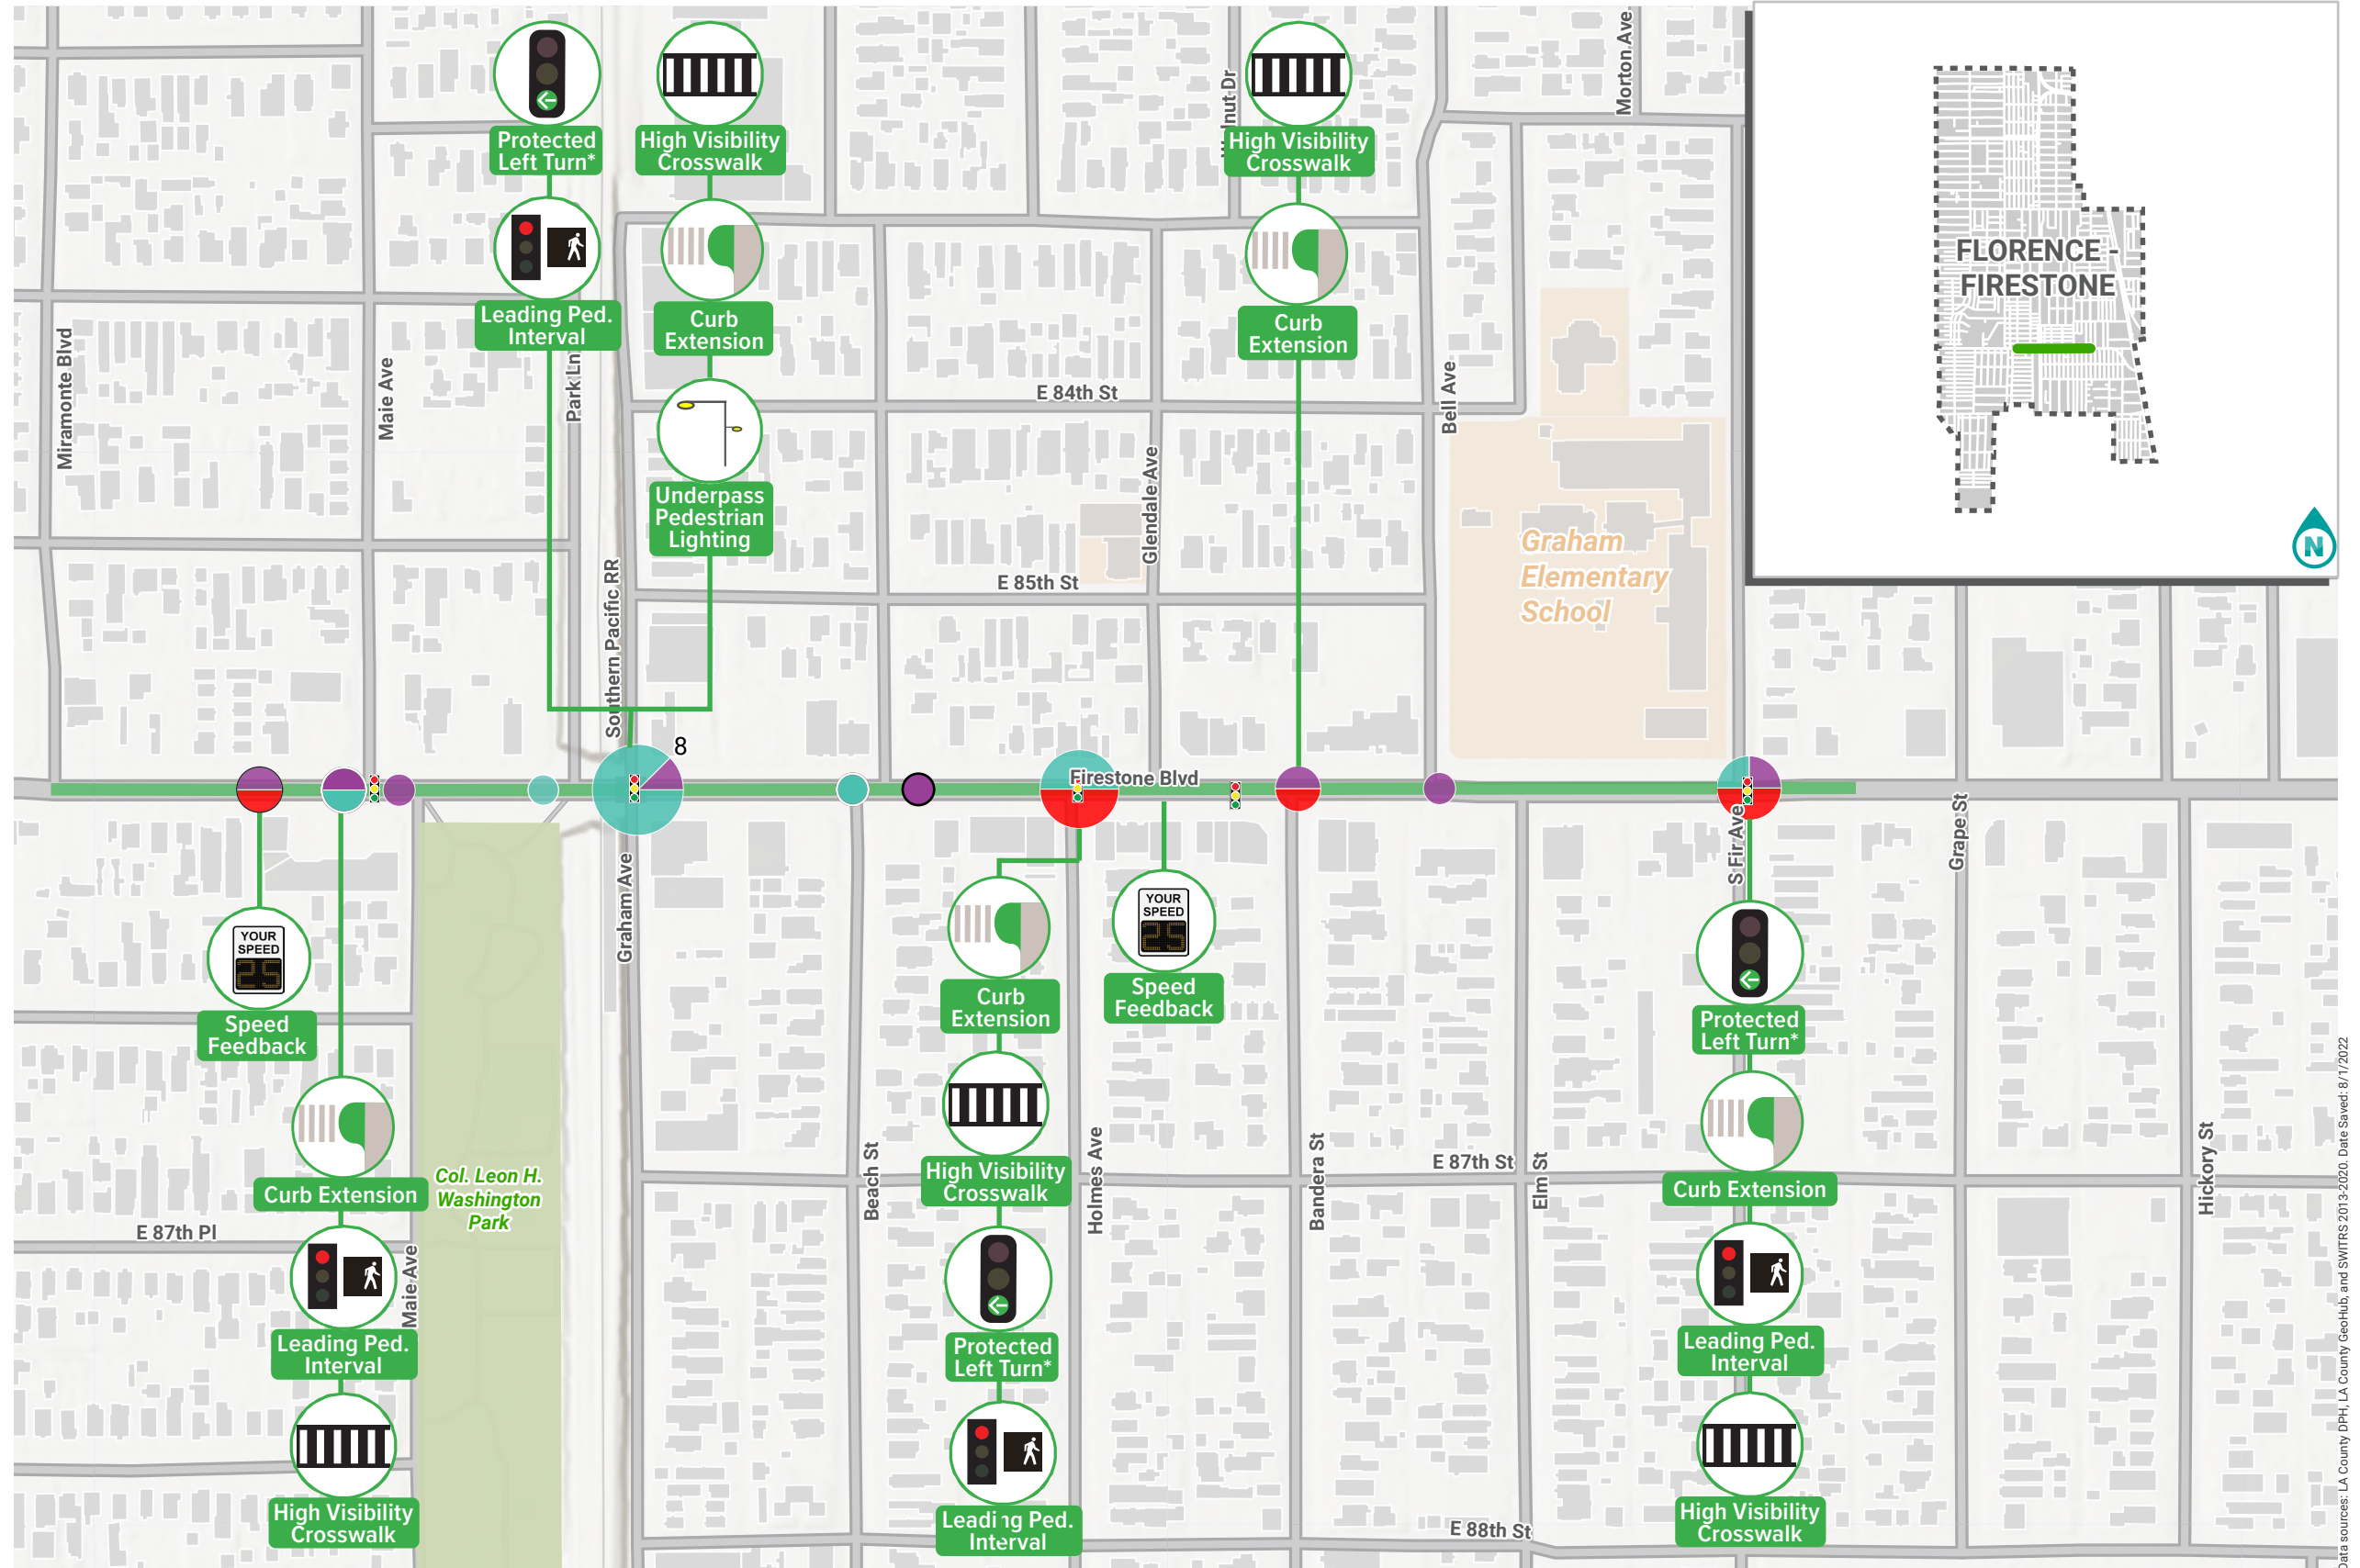 Protected
Left Turn*
Leading Ped.
Interval
High Visibility
Crosswalk
Curb
Extension
Underpass
Pedestrian
Lighting
High Visibility
Crosswalk
Curb
Extension
Morton Ave
FLORENCE -
FIRESTONE
N
Miramonte Blvd
Maie Ave
Park Ln
Southern Pacific RR
E 84th St
Glendale Ave
E 85th St
Bell Ave
Graham
Elementary
School
8
Firestone Blvd
Graham Ave
S Fir Ave
Grape St
YOUR
SPEED
25
Speed
Feedback
Curb Extension
Leading Ped.
Interval
High Visibility
Crosswalk
E 87th Pl
Maie Ave
Col. Leon H.
Washington
Park
Beach St
Curb
Extension
High Visibility
Crosswalk
Protected
Left Turn*
Leading Ped.
Interval
Holmes Ave
YOUR
SPEED
25
Speed
Feedback
Bandera St
E 87th St
Elm St
E 88th St
Protected
Left Turn*
Curb Extension
Leading Ped.
Interval
High Visibility
Crosswalk
Hickory St
Data sources: LA County DPH, LA County GeoHub, and SWITRS 2013-2020. Date Saved: 8/1/2022